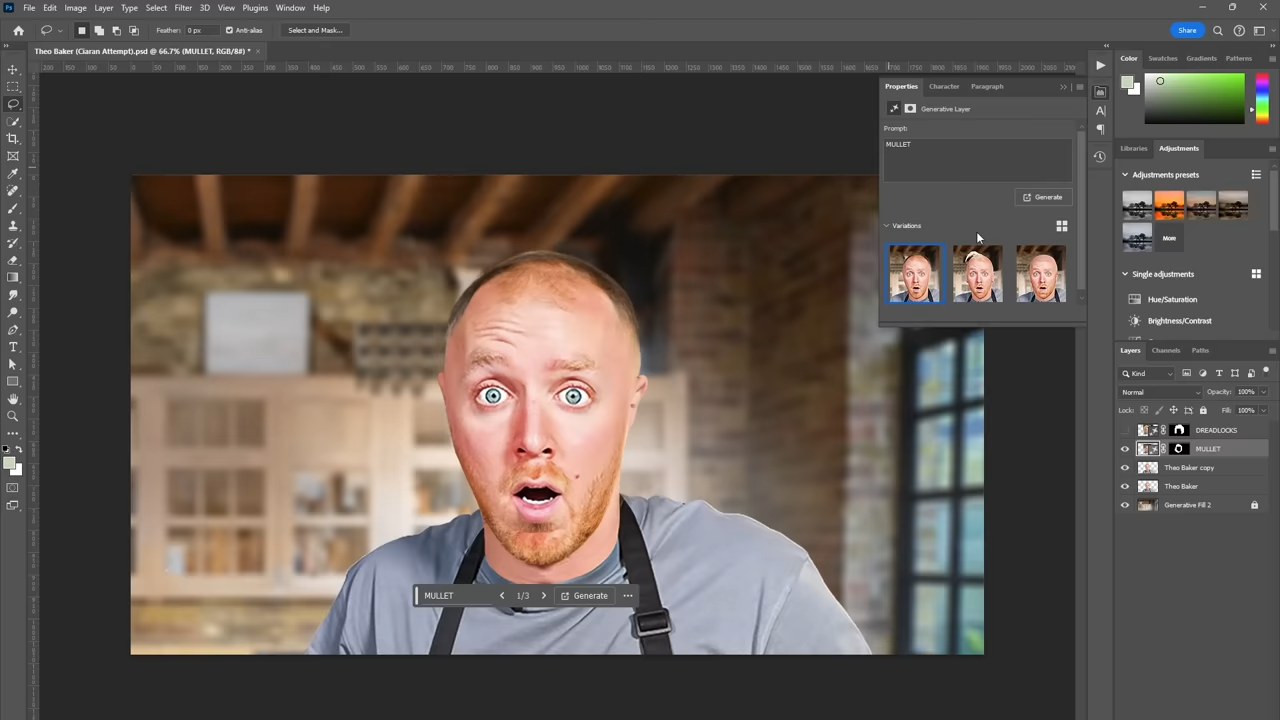 Ps File Edit Image Layer Type Select Filter 3D View Plugins Window Help
Feather: 0 px Anti-alias Select and Mask... Share
Theo Baker (Ciaran Attempt).psd @ 66.7% (MULLET, RGB/8#) * ×
Properties Character Paragraph
Generative Layer
Prompt:
MULLET
Generate
Variations
MULLET 1/3 Generate
Color Swatches Gradients Patterns
Libraries Adjustments
Adjustments presets
More
Single adjustments
Hue/Saturation
Brightness/Contrast
Layers Channels Paths
Kind
Normal Opacity: 100%
Lock: Fill: 100%
DREADLOCKS
MULLET
Theo Baker copy
Theo Baker
Generative Fill 2